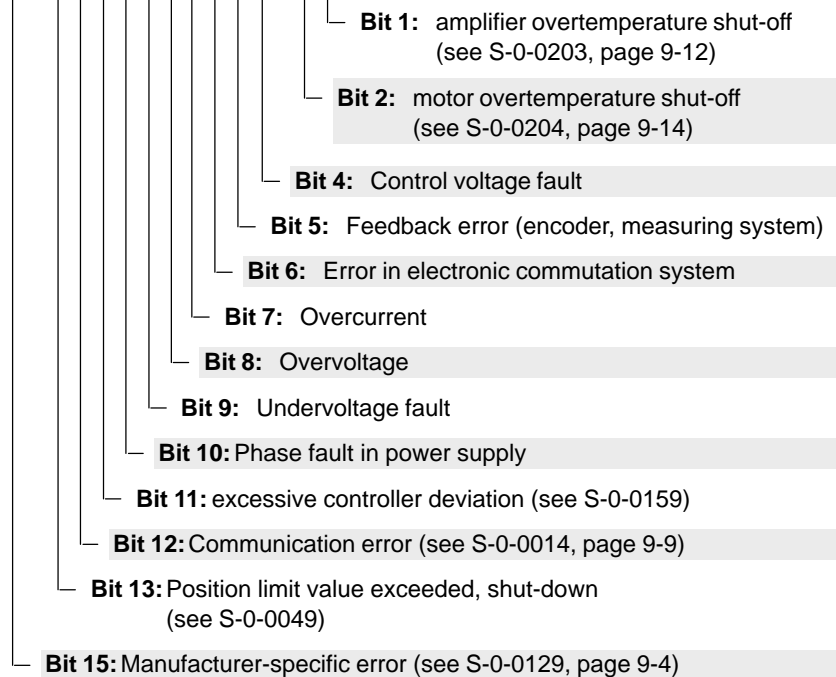 Bit 1: amplifier overtemperature shut-off
(see S-0-0203, page 9-12)
Bit 2: motor overtemperature shut-off
(see S-0-0204, page 9-14)
Bit 4: Control voltage fault
Bit 5: Feedback error (encoder, measuring system)
Bit 6: Error in electronic commutation system
Bit 7: Overcurrent
Bit 8: Overvoltage
Bit 9: Undervoltage fault
Bit 10: Phase fault in power supply
Bit 11: excessive controller deviation (see S-0-0159)
Bit 12: Communication error (see S-0-0014, page 9-9)
Bit 13: Position limit value exceeded, shut-down
(see S-0-0049)
Bit 15: Manufacturer-specific error (see S-0-0129, page 9-4)